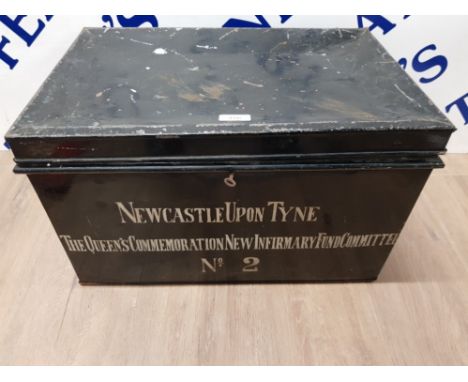 NEWCASTLE UPON TYNE
THE QUEEN'S COMMEMORATION NEW INFIRMARY FUND COMMITTEE
No. 2